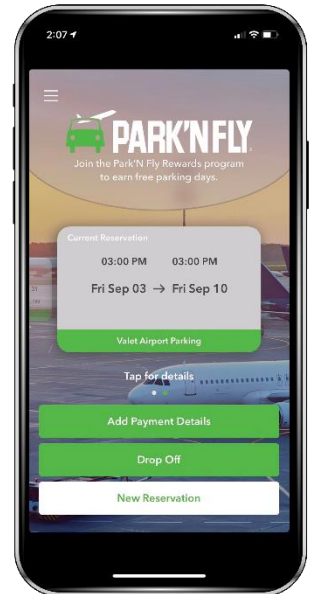 2:07
PARK'N FLY
Join the Park'N Fly Rewards program
to earn free parking days.
Current Reservation
03:00 PM 03:00 PM
Fri Sep 03 → Fri Sep 10
Valet Airport Parking
Tap for details
Add Payment Details
Drop Off
New Reservation